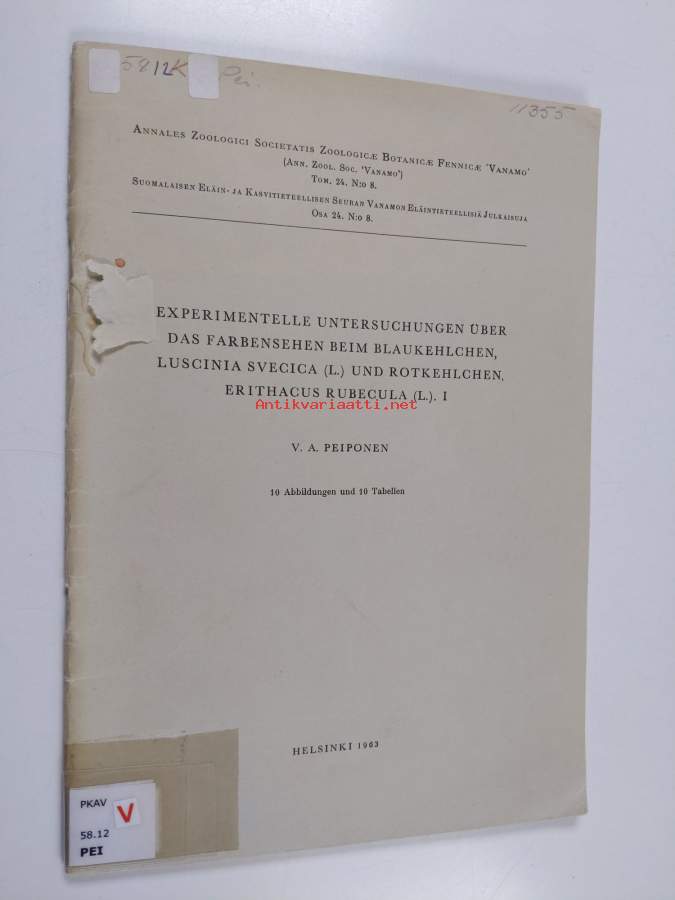 5812K Pei.
11355
ANNALES ZOOLOGICI SOCIETATIS ZOOLOGICÆ BOTANICÆ FENNICÆ 'VANAMO'
(ANN. ZOOL. SOC. 'VANAMO')
TOM. 24. N:o 8.
SUOMALAISEN ELÄIN- JA KASVITIETEELLISEN SEURAN VANAMON ELÄINTIETEELLISIÄ JULKAISUJA
OSA 24. N:o 8.
EXPERIMENTELLE UNTERSUCHUNGEN ÜBER
DAS FARBENSEHEN BEIM BLAUKEHLCHEN,
LUSCINIA SVECICA (L.) UND ROTKEHLCHEN,
ERITHACUS RUBECULA (L.). I
Antikvariaatti.net
V. A. PEIPONEN
10 Abbildungen und 10 Tabellen
HELSINKI 1963
PKAV
V
58.12
PEI